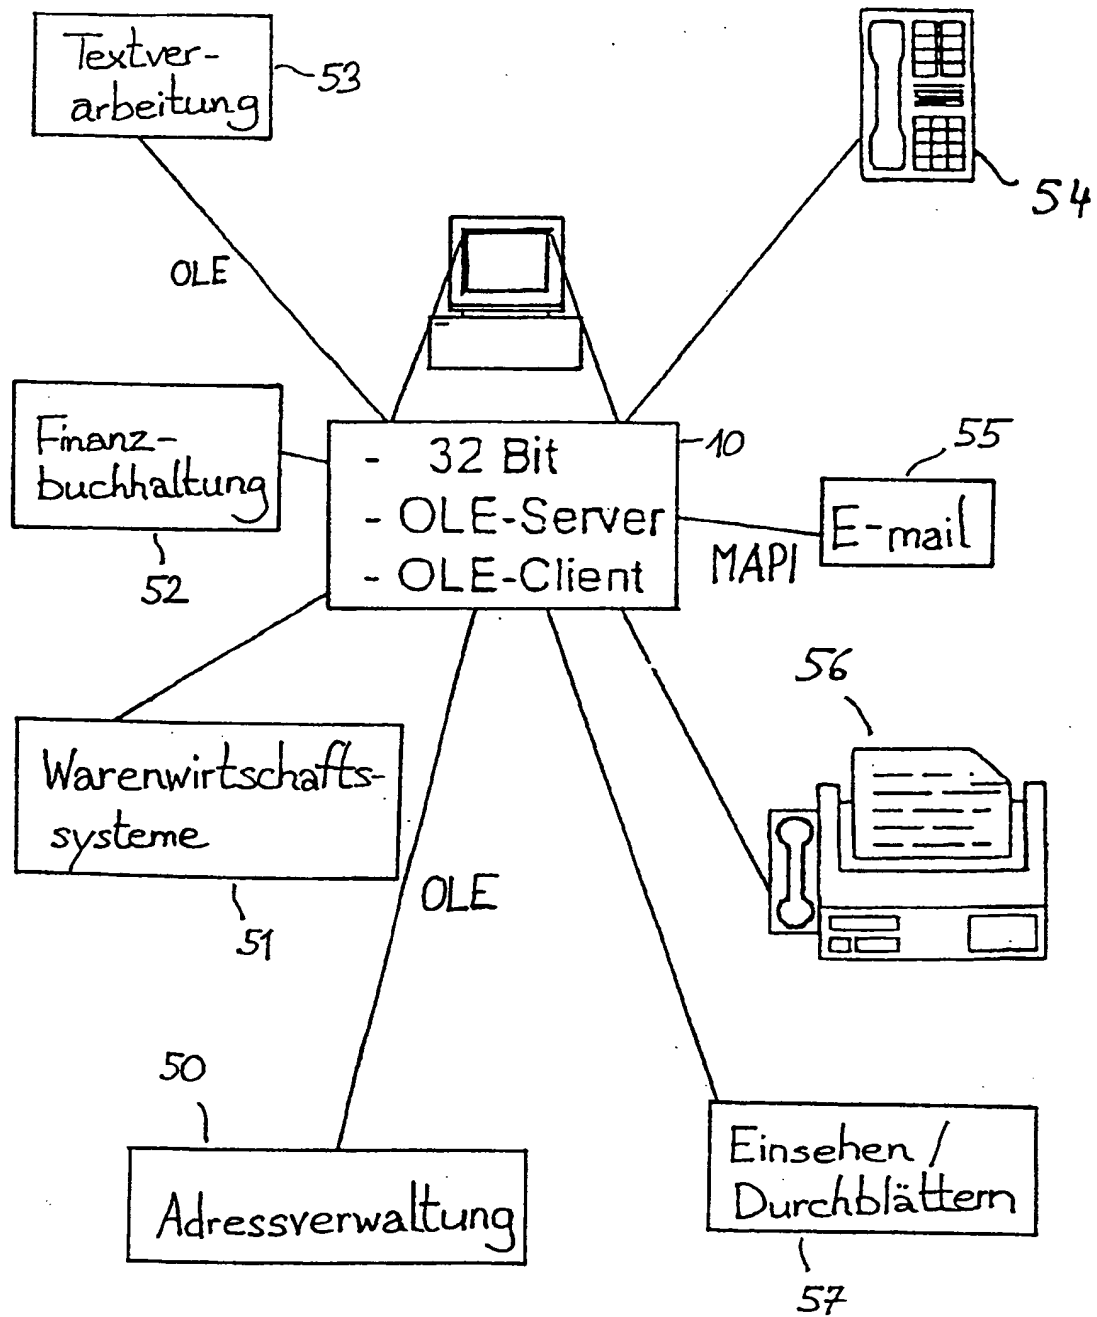 Textver-
arbeitung
53
54
OLE
Finanz-
buchhaltung
52
- 32 Bit
- OLE-Server
- OLE-Client
10
55
E-mail
MAPI
56
Warenwirtschafts-
systeme
51
OLE
50
Adressverwaltung
Einsehen /
Durchblättern
57